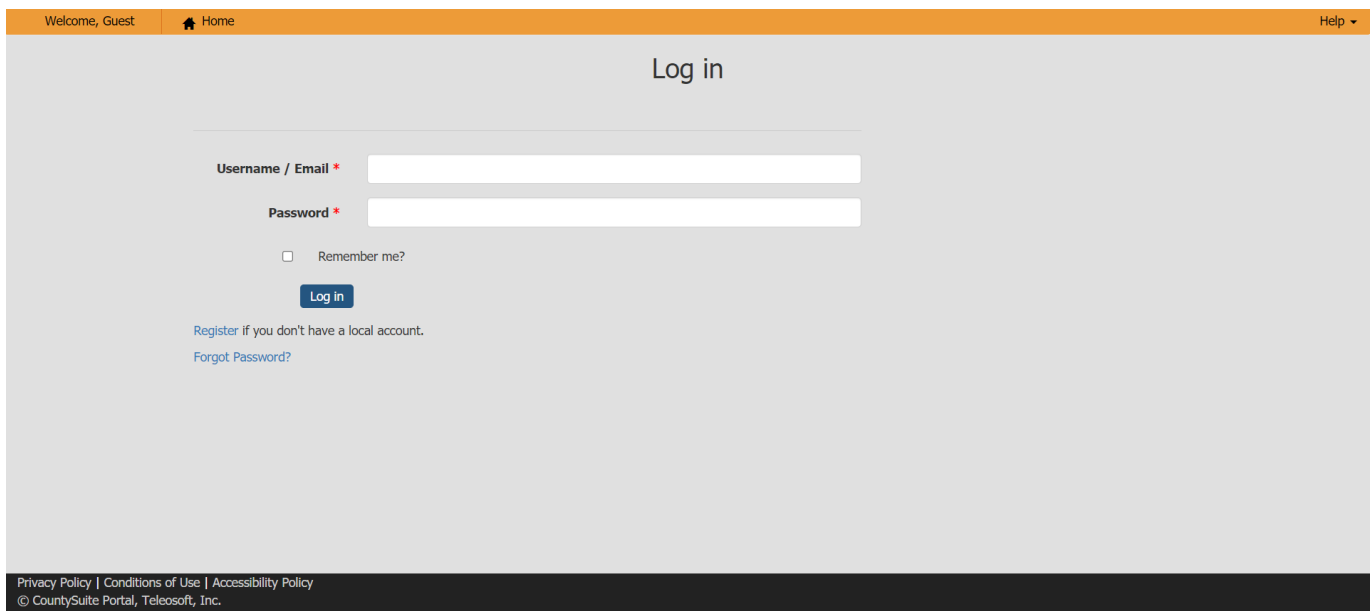 Welcome, Guest Home Help
Log in
Username / Email *
Password *
Remember me?
Log in
Register if you don't have a local account.
Forgot Password?
Privacy Policy | Conditions of Use | Accessibility Policy
© CountySuite Portal, Teleosoft, Inc.